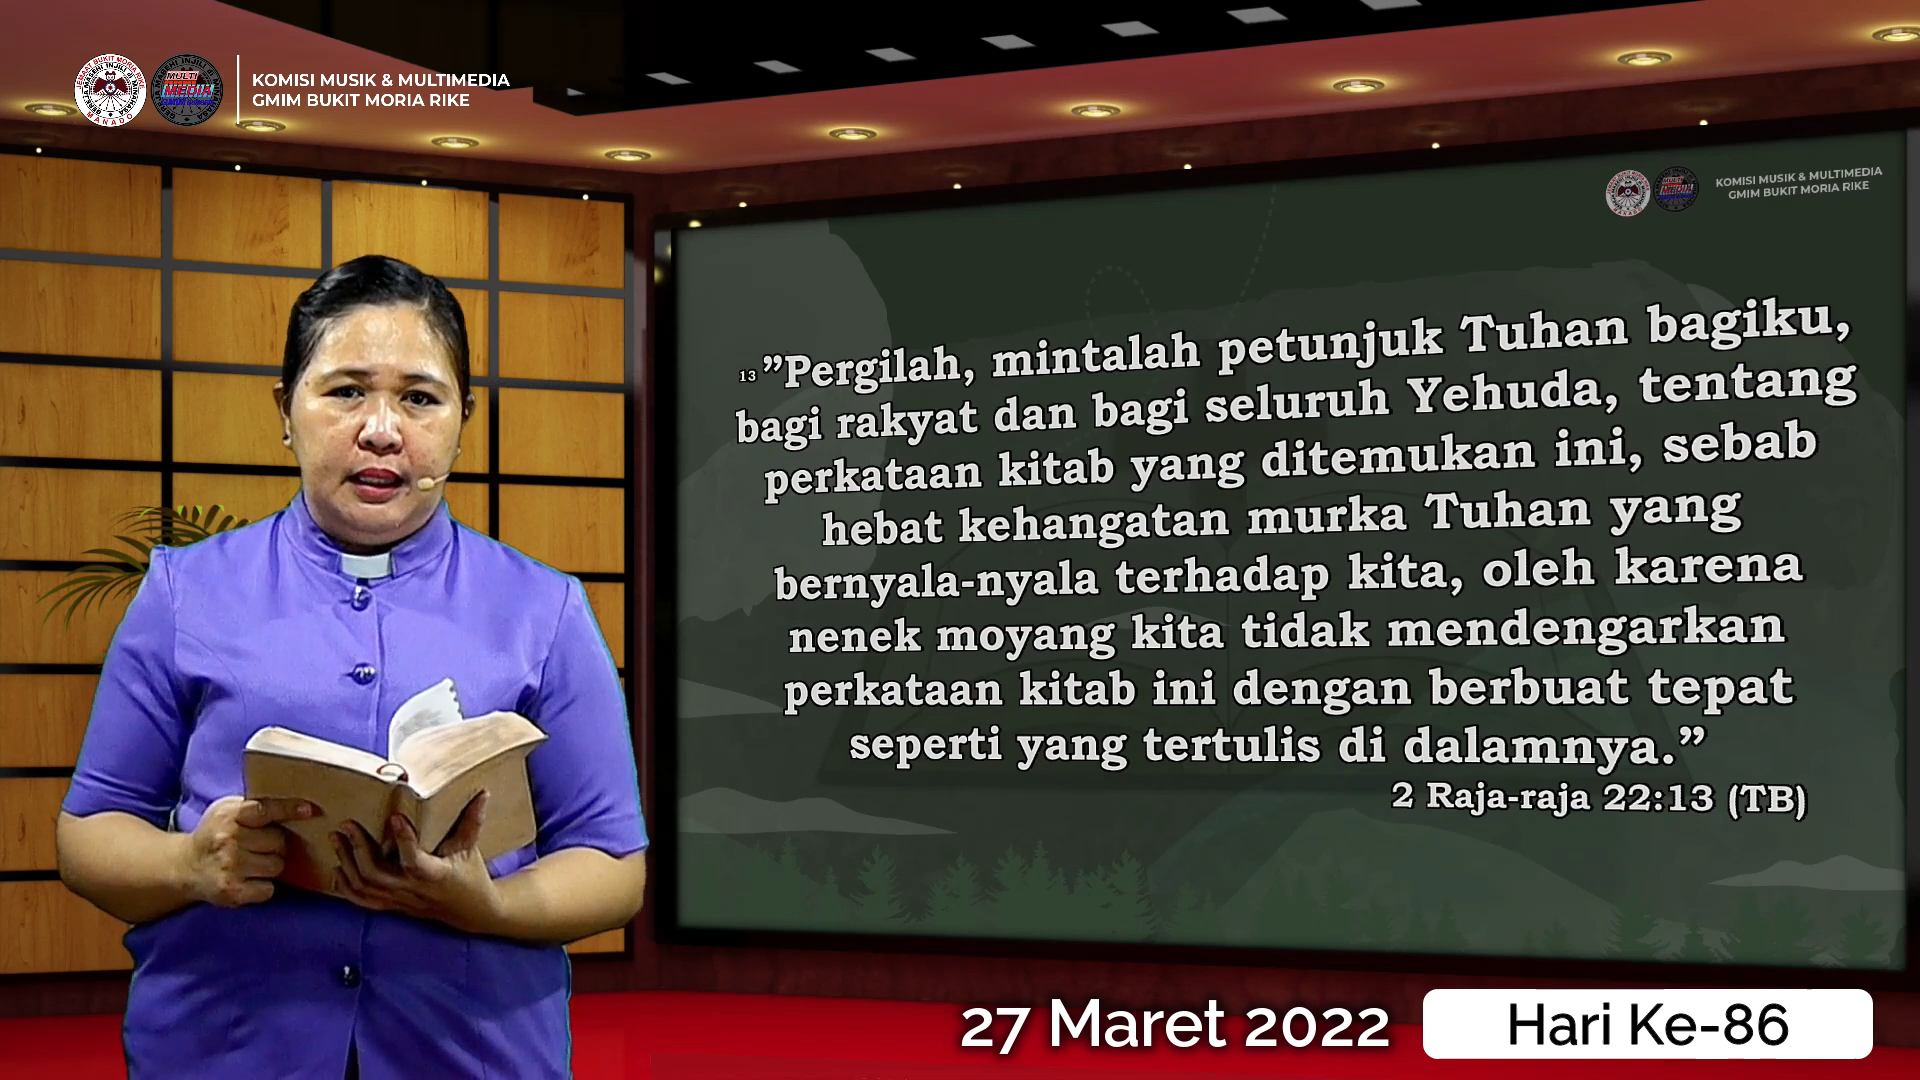 KOMISI MUSIK & MULTIMEDIA
GMIM BUKIT MORIA RIKE
MULTI
MEDIA
MANADO
KOMISI MUSIK & MULTIMEDIA
GMIM BUKIT MORIA RIKE
13 ”Pergilah, mintalah petunjuk Tuhan bagiku,
bagi rakyat dan bagi seluruh Yehuda, tentang
perkataan kitab yang ditemukan ini, sebab
hebat kehangatan murka Tuhan yang
bernyala-nyala terhadap kita, oleh karena
nenek moyang kita tidak mendengarkan
perkataan kitab ini dengan berbuat tepat
seperti yang tertulis di dalamnya.”
2 Raja-raja 22:13 (TB)
27 Maret 2022
Hari Ke-86